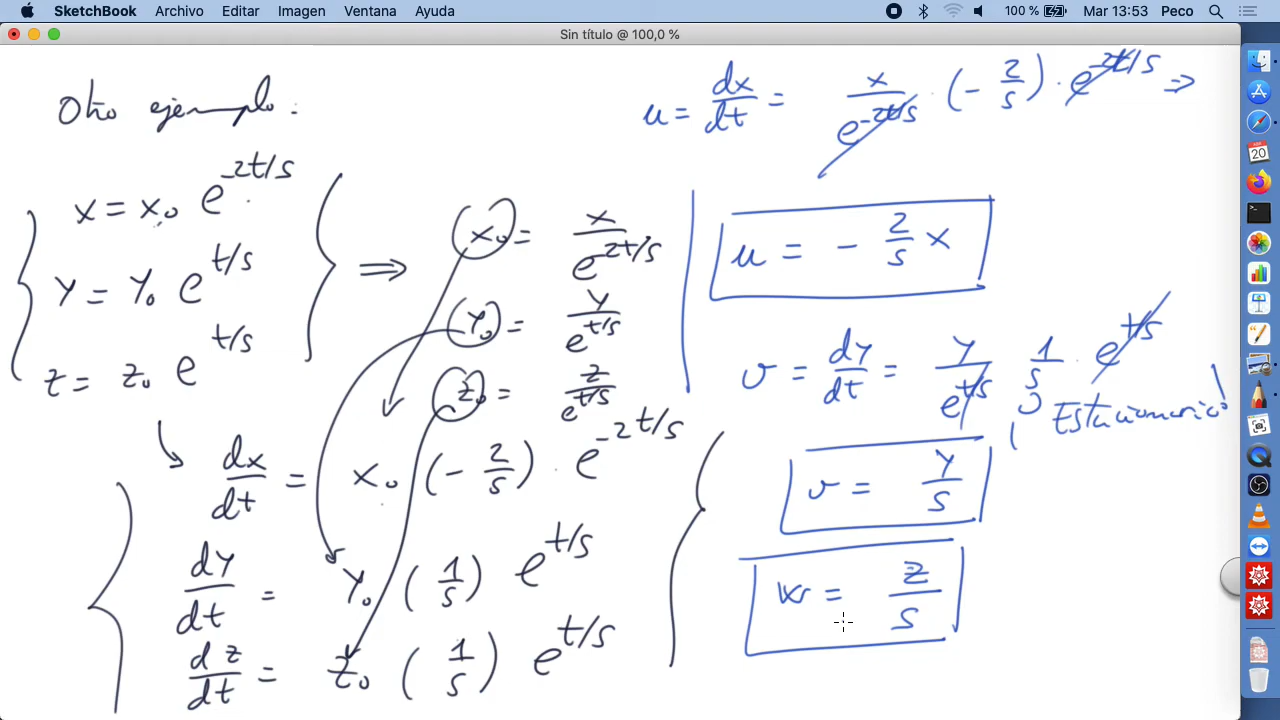 SketchBook Archivo Editar Imagen Ventana Ayuda 100 % Mar 13:53 Peco
Sin título @ 100,0 %
Otro ejemplo:
x = x₀ e^{-2t/s}
y = y₀ e^{t/s}
z = z₀ e^{t/s}
⟹
x₀ = x / e^{-2t/s}
y₀ = y / e^{t/s}
z₀ = z / e^{t/s}
dx/dt = x₀ (- 2/s) · e^{-2t/s}
dy/dt = y₀ (1/s) e^{t/s}
dz/dt = z₀ (1/s) e^{t/s}
u = dx/dt = x / e^{-2t/s} · (- 2/s) · e^{-2t/s} ⇒
u = - 2/s x
v = dy/dt = y / e^{t/s} 1/s · e^{t/s}
¡Estacionario!
v = y/s
w = z/s
APR
20